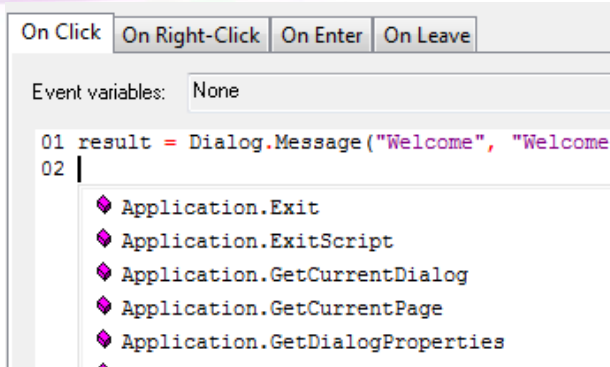 On Click On Right-Click On Enter On Leave
Event variables: None
01 result = Dialog.Message("Welcome", "Welcome
02
Application.Exit
Application.ExitScript
Application.GetCurrentDialog
Application.GetCurrentPage
Application.GetDialogProperties